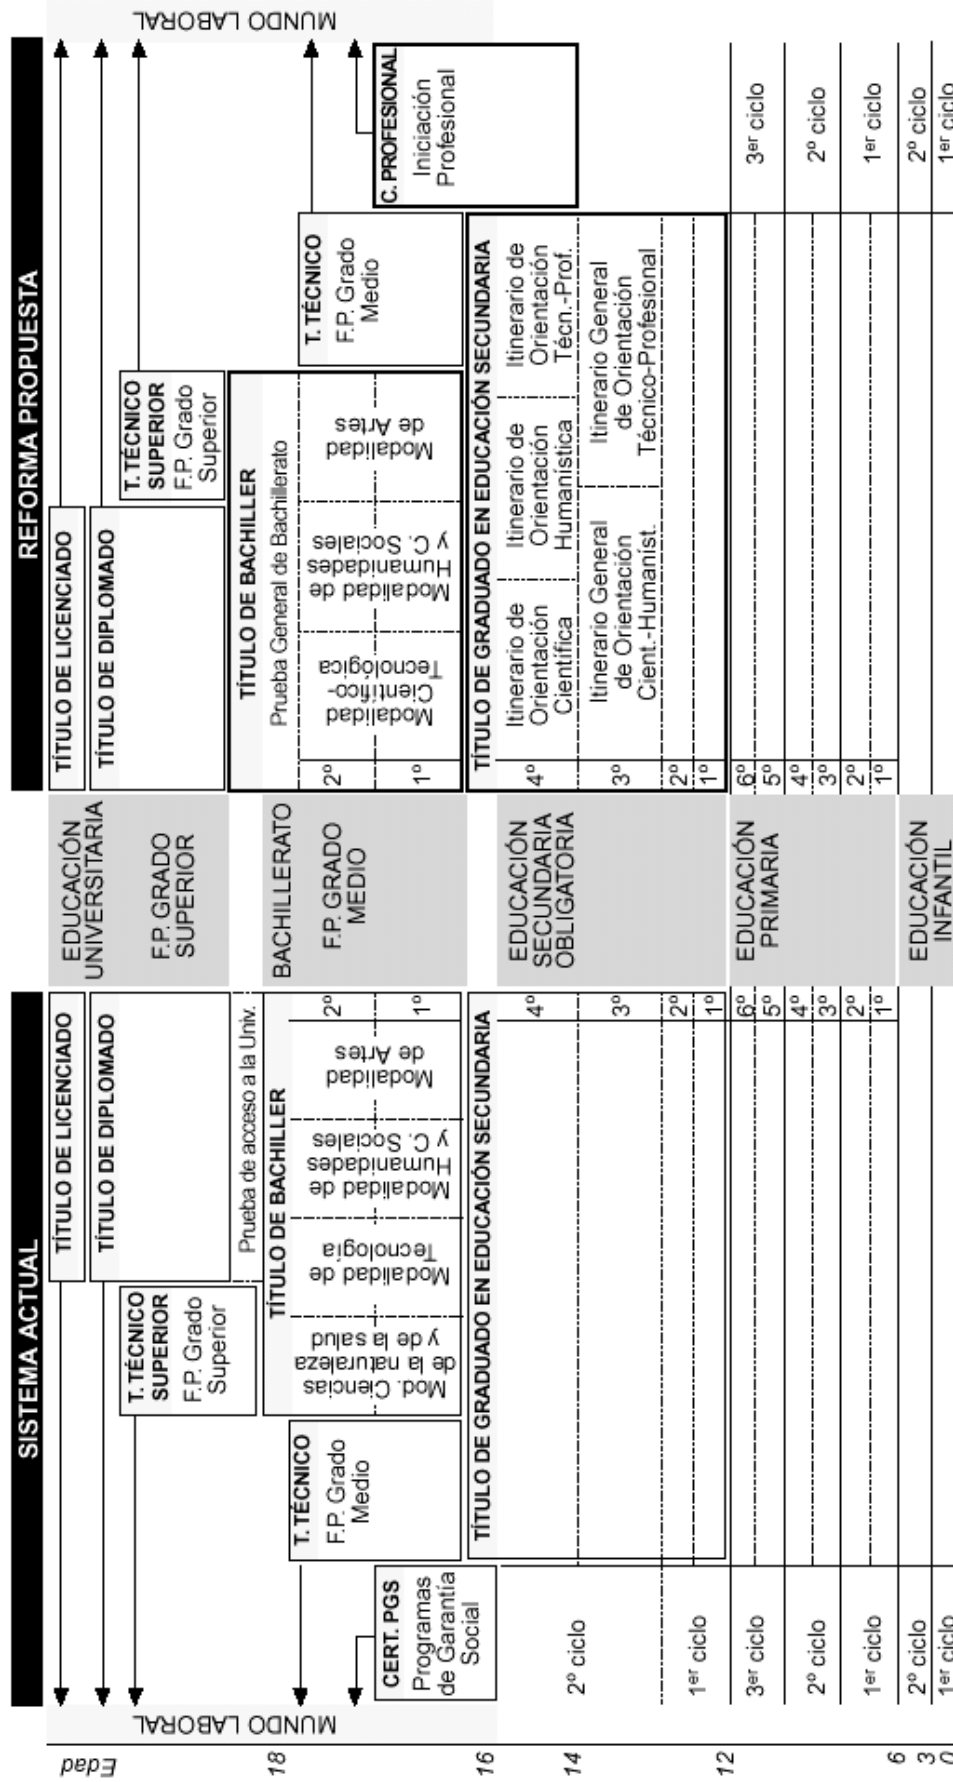 SISTEMA ACTUAL
REFORMA PROPUESTA
Edad
18
16
14
12
6
3
0
MUNDO LABORAL
TÍTULO DE LICENCIADO
TÍTULO DE DIPLOMADO
T. TÉCNICO
SUPERIOR
F.P. Grado
Superior
Prueba de acceso a la Univ.
TÍTULO DE BACHILLER
Mod. Ciencias
de la naturaleza
y de la salud
Modalidad de
Tecnología
Modalidad de
Humanidades
y C. Sociales
Modalidad
de Artes
2º
1º
T. TÉCNICO
F.P. Grado
Medio
CERT. PGS
Programas
de Garantía
Social
TÍTULO DE GRADUADO EN EDUCACIÓN SECUNDARIA
4º
3º
2º
1º
2º ciclo
1er ciclo
3er ciclo
2º ciclo
1er ciclo
2º ciclo
1er ciclo
6º
5º
4º
3º
2º
1º
EDUCACIÓN
UNIVERSITARIA
F.P. GRADO
SUPERIOR
BACHILLERATO
F.P. GRADO
MEDIO
EDUCACIÓN
SECUNDARIA
OBLIGATORIA
EDUCACIÓN
PRIMARIA
EDUCACIÓN
INFANTIL
TÍTULO DE LICENCIADO
TÍTULO DE DIPLOMADO
T. TÉCNICO
SUPERIOR
F.P. Grado
Superior
TÍTULO DE BACHILLER
Prueba General de Bachillerato
2º
1º
Modalidad
Científico-
Tecnológica
Modalidad de
Humanidades
y C. Sociales
Modalidad
de Artes
T. TÉCNICO
F.P. Grado
Medio
C. PROFESIONAL
Iniciación
Profesional
TÍTULO DE GRADUADO EN EDUCACIÓN SECUNDARIA
4º
3º
2º
1º
Itinerario de
Orientación
Científica
Itinerario de
Orientación
Humanística
Itinerario de
Orientación
Técn.-Prof.
Itinerario General
de Orientación
Cient.-Humaníst.
Itinerario General
de Orientación
Técnico-Profesional
6º
5º
4º
3º
2º
1º
3er ciclo
2º ciclo
1er ciclo
2º ciclo
1er ciclo
MUNDO LABORAL